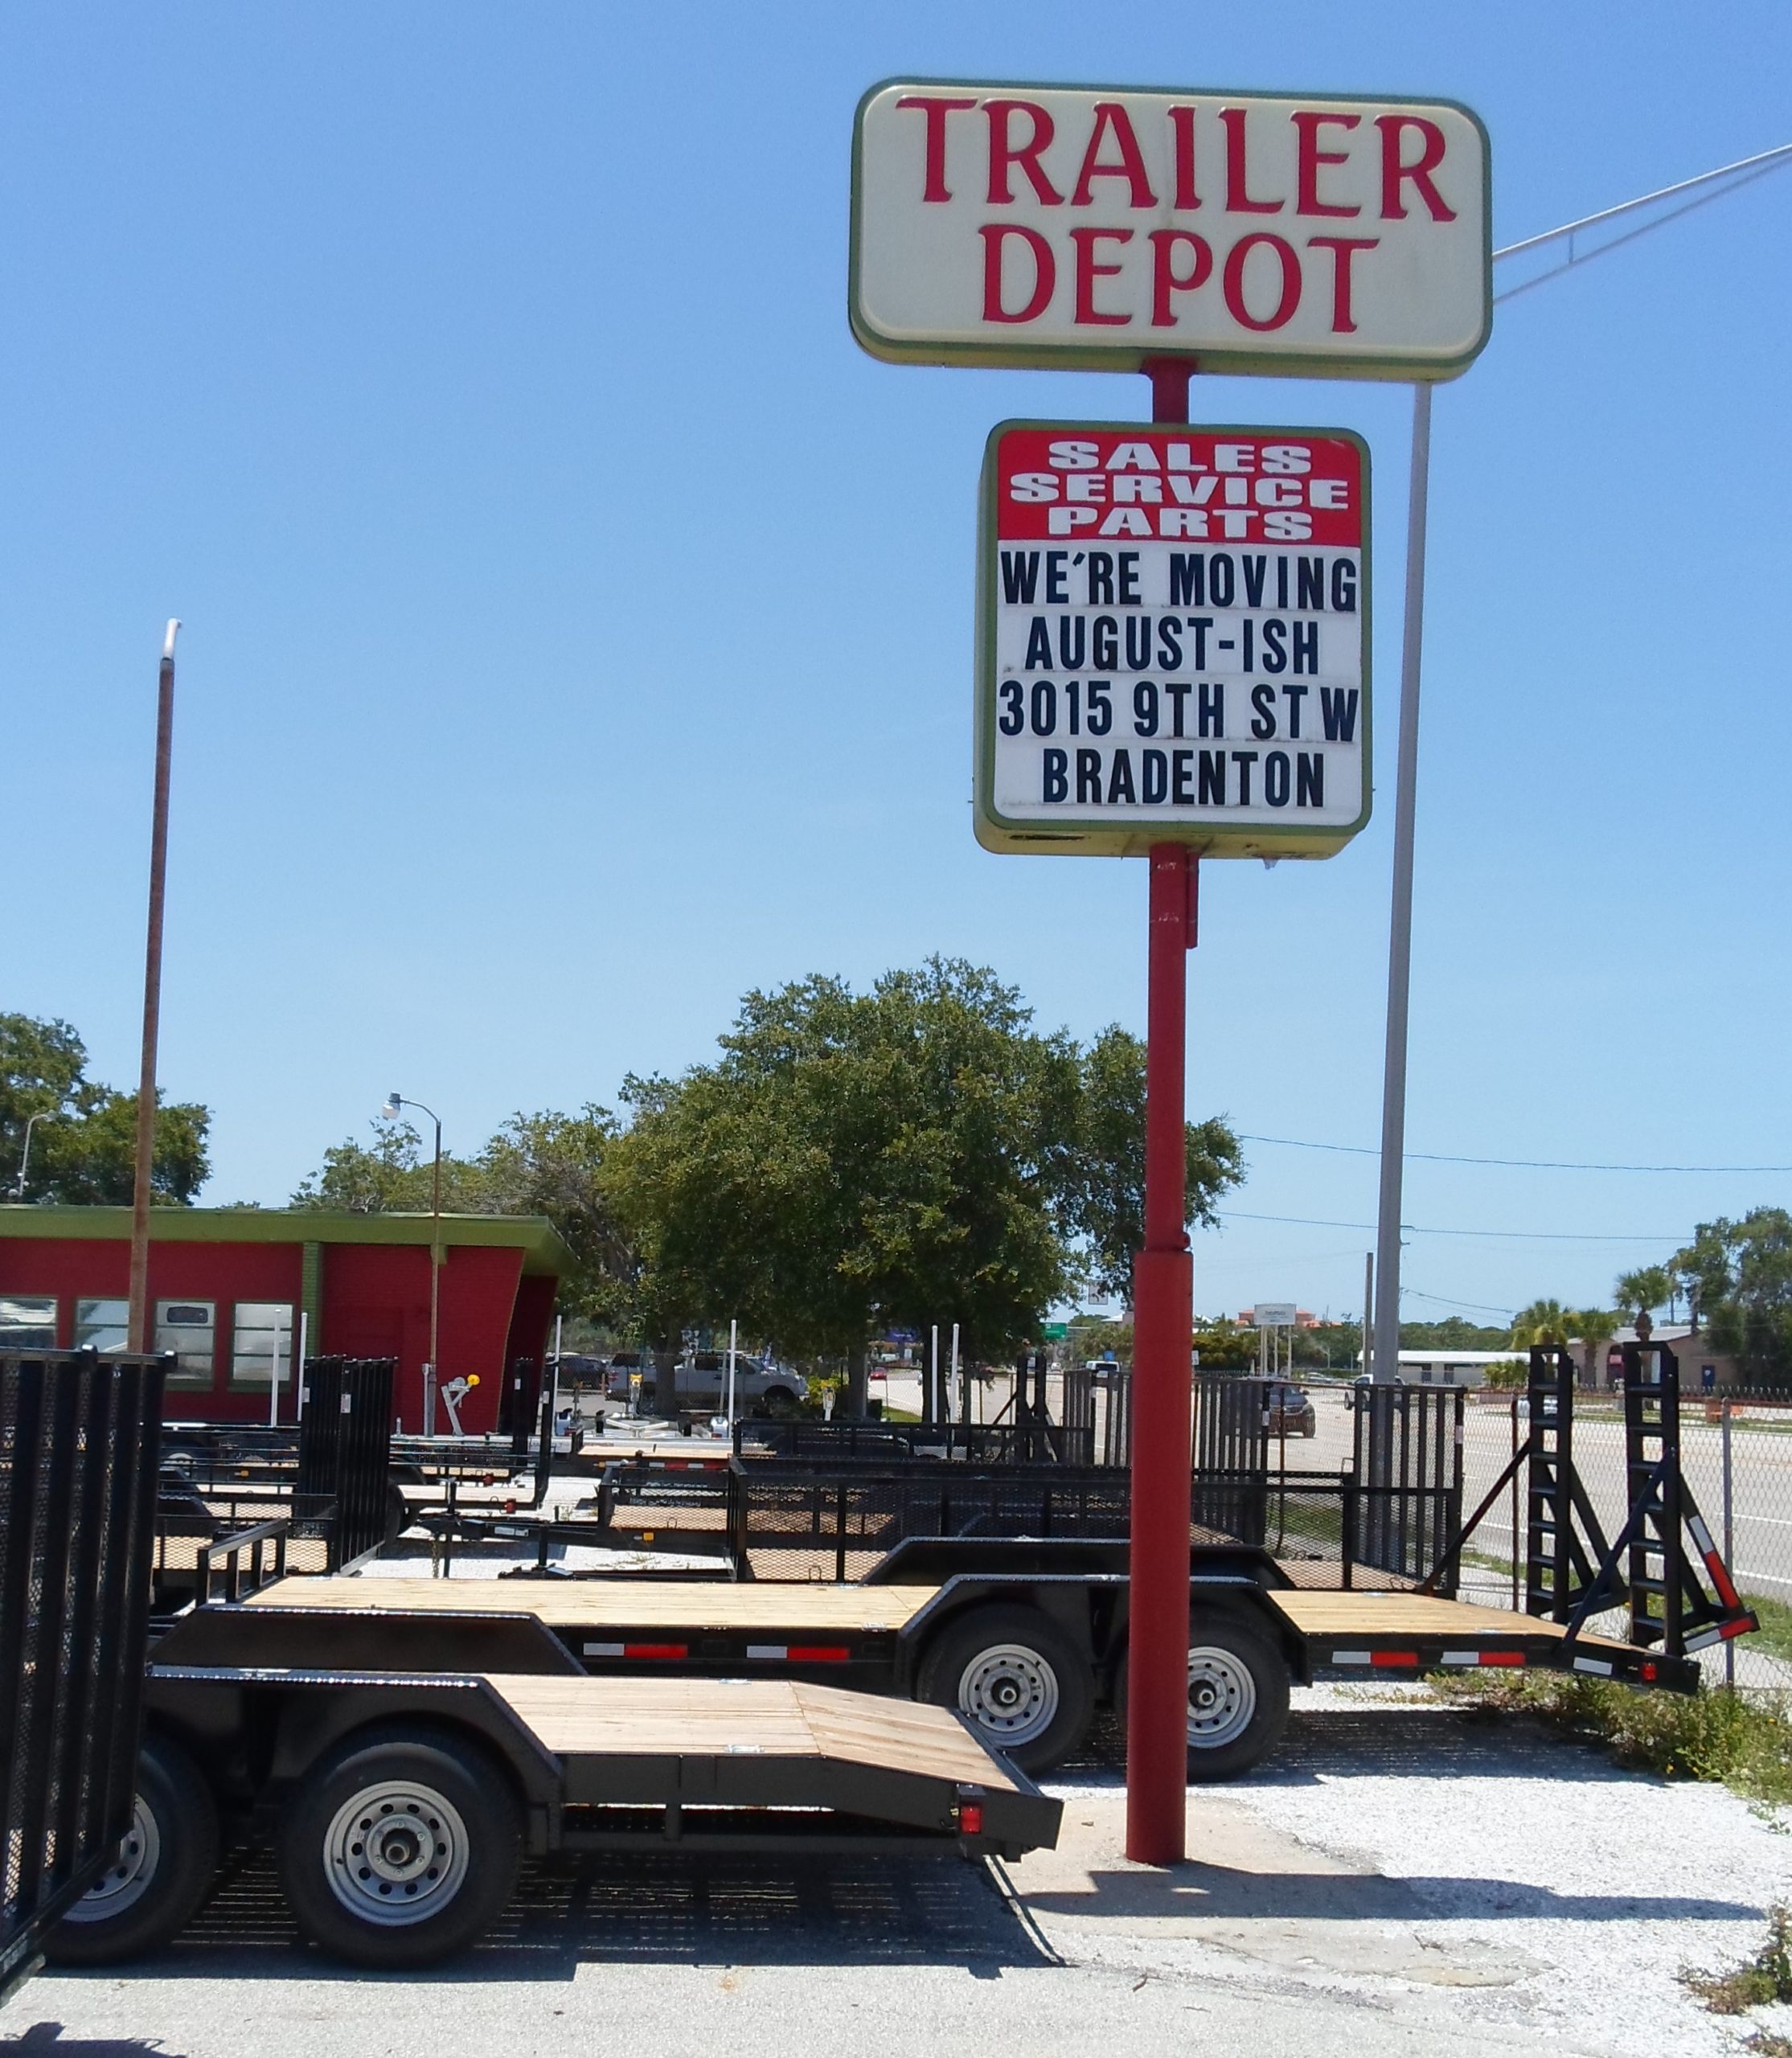 TRAILER
DEPOT
SALES
SERVICE
PARTS
WE'RE MOVING
AUGUST-ISH
3015 9TH ST W
BRADENTON